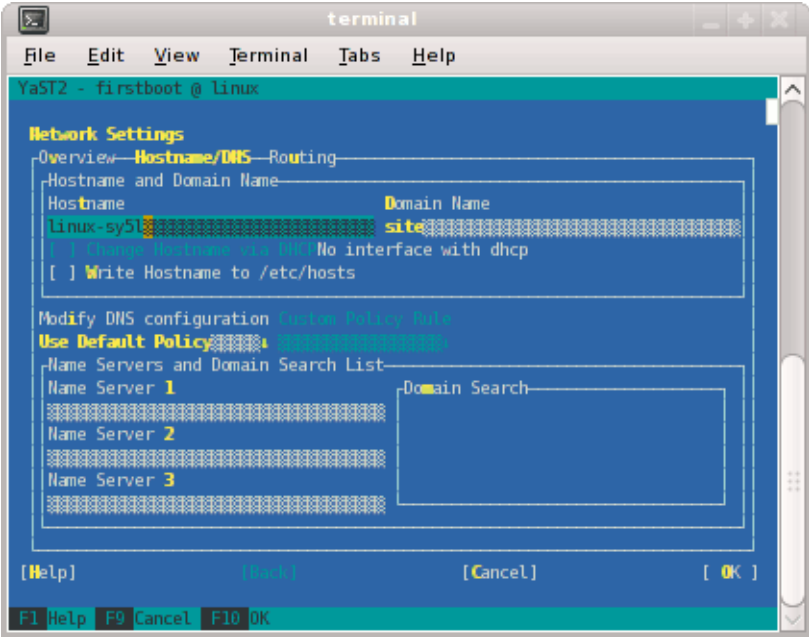 terminal
File Edit View Terminal Tabs Help
YaST2 - firstboot @ linux
Network Settings
Overview Hostname/DNS Routing
Hostname and Domain Name
Hostname Domain Name
linux-sy5l site
[ ] Change Hostname via DHCP No interface with dhcp
[ ] Write Hostname to /etc/hosts
Modify DNS configuration Custom Policy Rule
Use Default Policy↓ ↓
Name Servers and Domain Search List
Name Server 1 Domain Search
Name Server 2
Name Server 3
[Help] [Back] [Cancel] [ OK ]
F1 Help F9 Cancel F10 OK